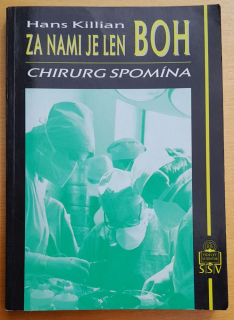 Hans Killian
ZA NAMI JE LEN BOH
CHIRURG SPOMÍNA
SSV